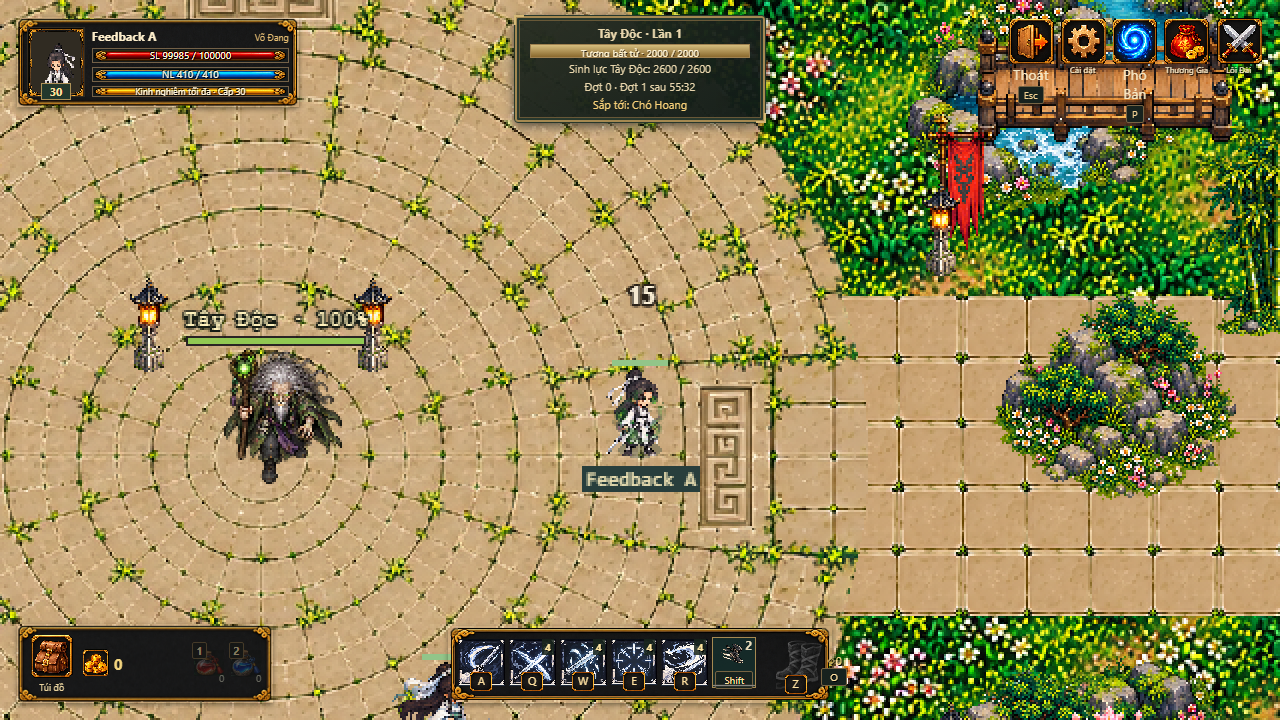 Feedback A
Võ Đang
SL 99985 / 100000
NL 410 / 410
30
Kinh nghiệm tối đa - Cấp 30
Tây Độc · Lần 1
Tượng bất tử · 2000 / 2000
Sinh lực Tây Độc: 2600 / 2600
Đợt 0 · Đợt 1 sau 55:32
Sắp tới: Chó Hoang
Thoát
Esc
Cài đặt
Phó
Bản
P
Thương Gia
Lôi Đài
15
Tây Độc - 100%
Feedback A
Túi đồ
0
1
0
2
0
A
4
Q
4
W
4
E
4
R
2
Shift
Z
O